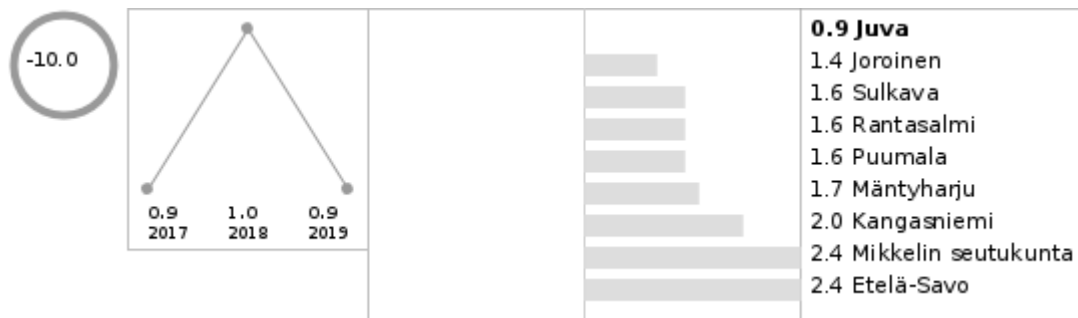 -10.0
0.9 1.0 0.9
2017 2018 2019
0.9 Juva
1.4 Joroinen
1.6 Sulkava
1.6 Rantasalmi
1.6 Puumala
1.7 Mäntyharju
2.0 Kangasniemi
2.4 Mikkelin seutukunta
2.4 Etelä-Savo